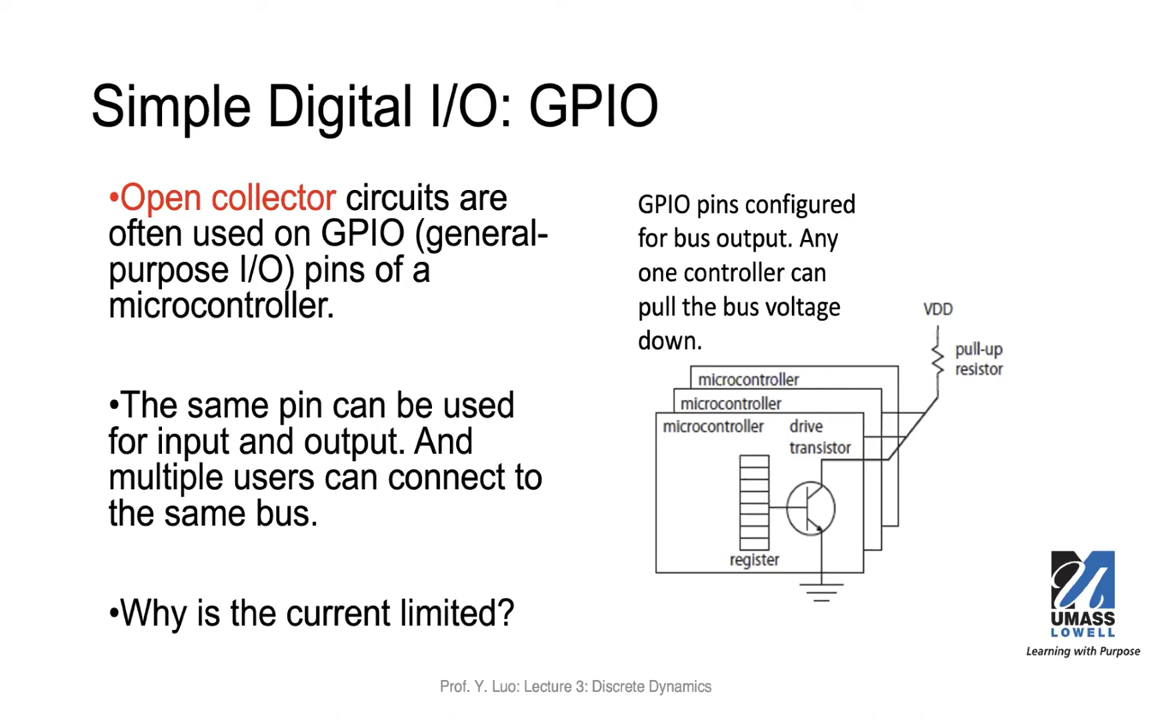 Simple Digital I/O: GPIO
•Open collector circuits are
often used on GPIO (general-
purpose I/O) pins of a
microcontroller.
•The same pin can be used
for input and output. And
multiple users can connect to
the same bus.
•Why is the current limited?
GPIO pins configured
for bus output. Any
one controller can
pull the bus voltage
down.
VDD
pull-up
resistor
microcontroller
microcontroller
microcontroller
drive
transistor
register
UMASS
LOWELL
Learning with Purpose
Prof. Y. Luo: Lecture 3: Discrete Dynamics